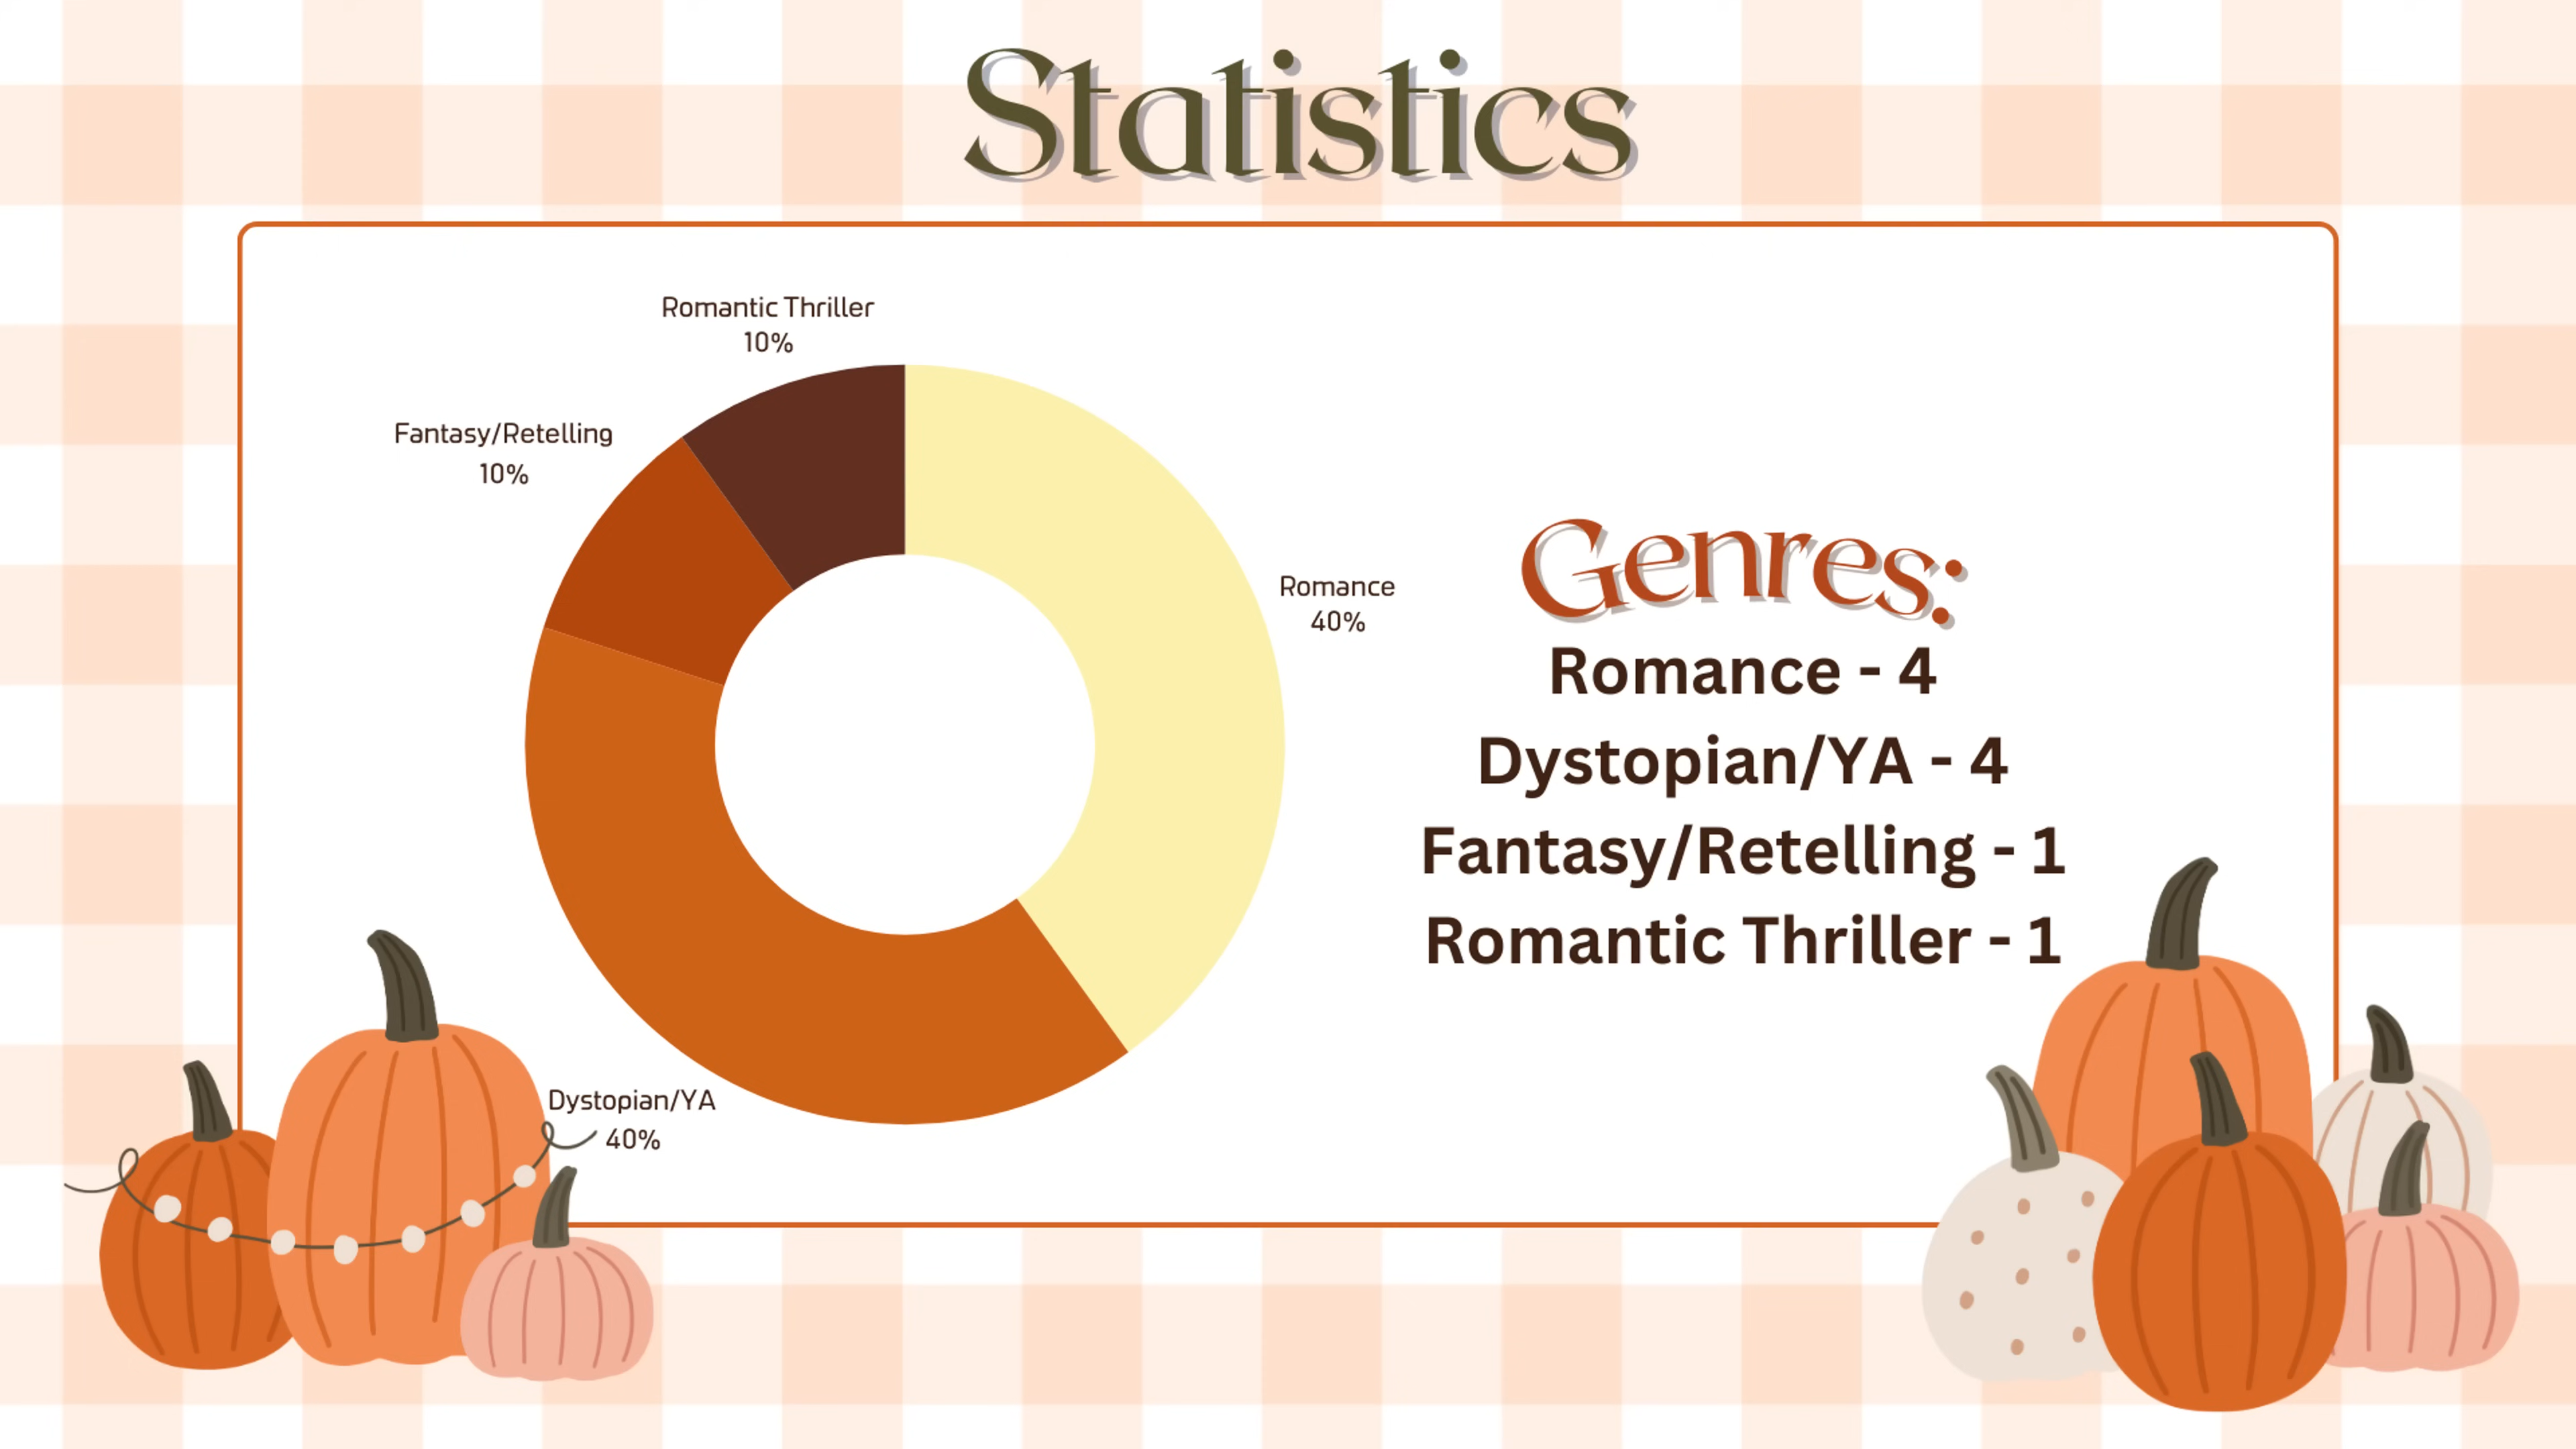 Statistics
Romantic Thriller
10%
Fantasy/Retelling
10%
Romance
40%
Dystopian/YA
40%
Genres:
Romance - 4
Dystopian/YA - 4
Fantasy/Retelling - 1
Romantic Thriller - 1